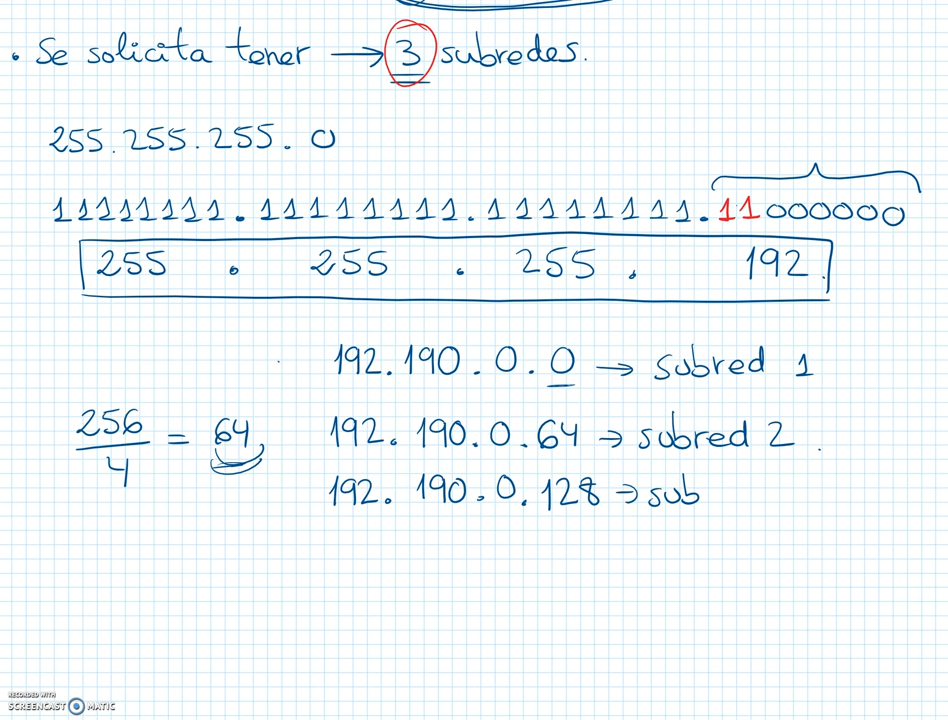 • Se solicita tener → 3 subredes.
255.255.255.0
11111111.11111111.11111111.11000000
255 . 255 . 255 . 192.
192.190.0.0 → subred 1
256/4 = 64, 192.190.0.64 → subred 2.
192.190.0.128 → sub
RECORDED WITH
SCREENCAST MATIC